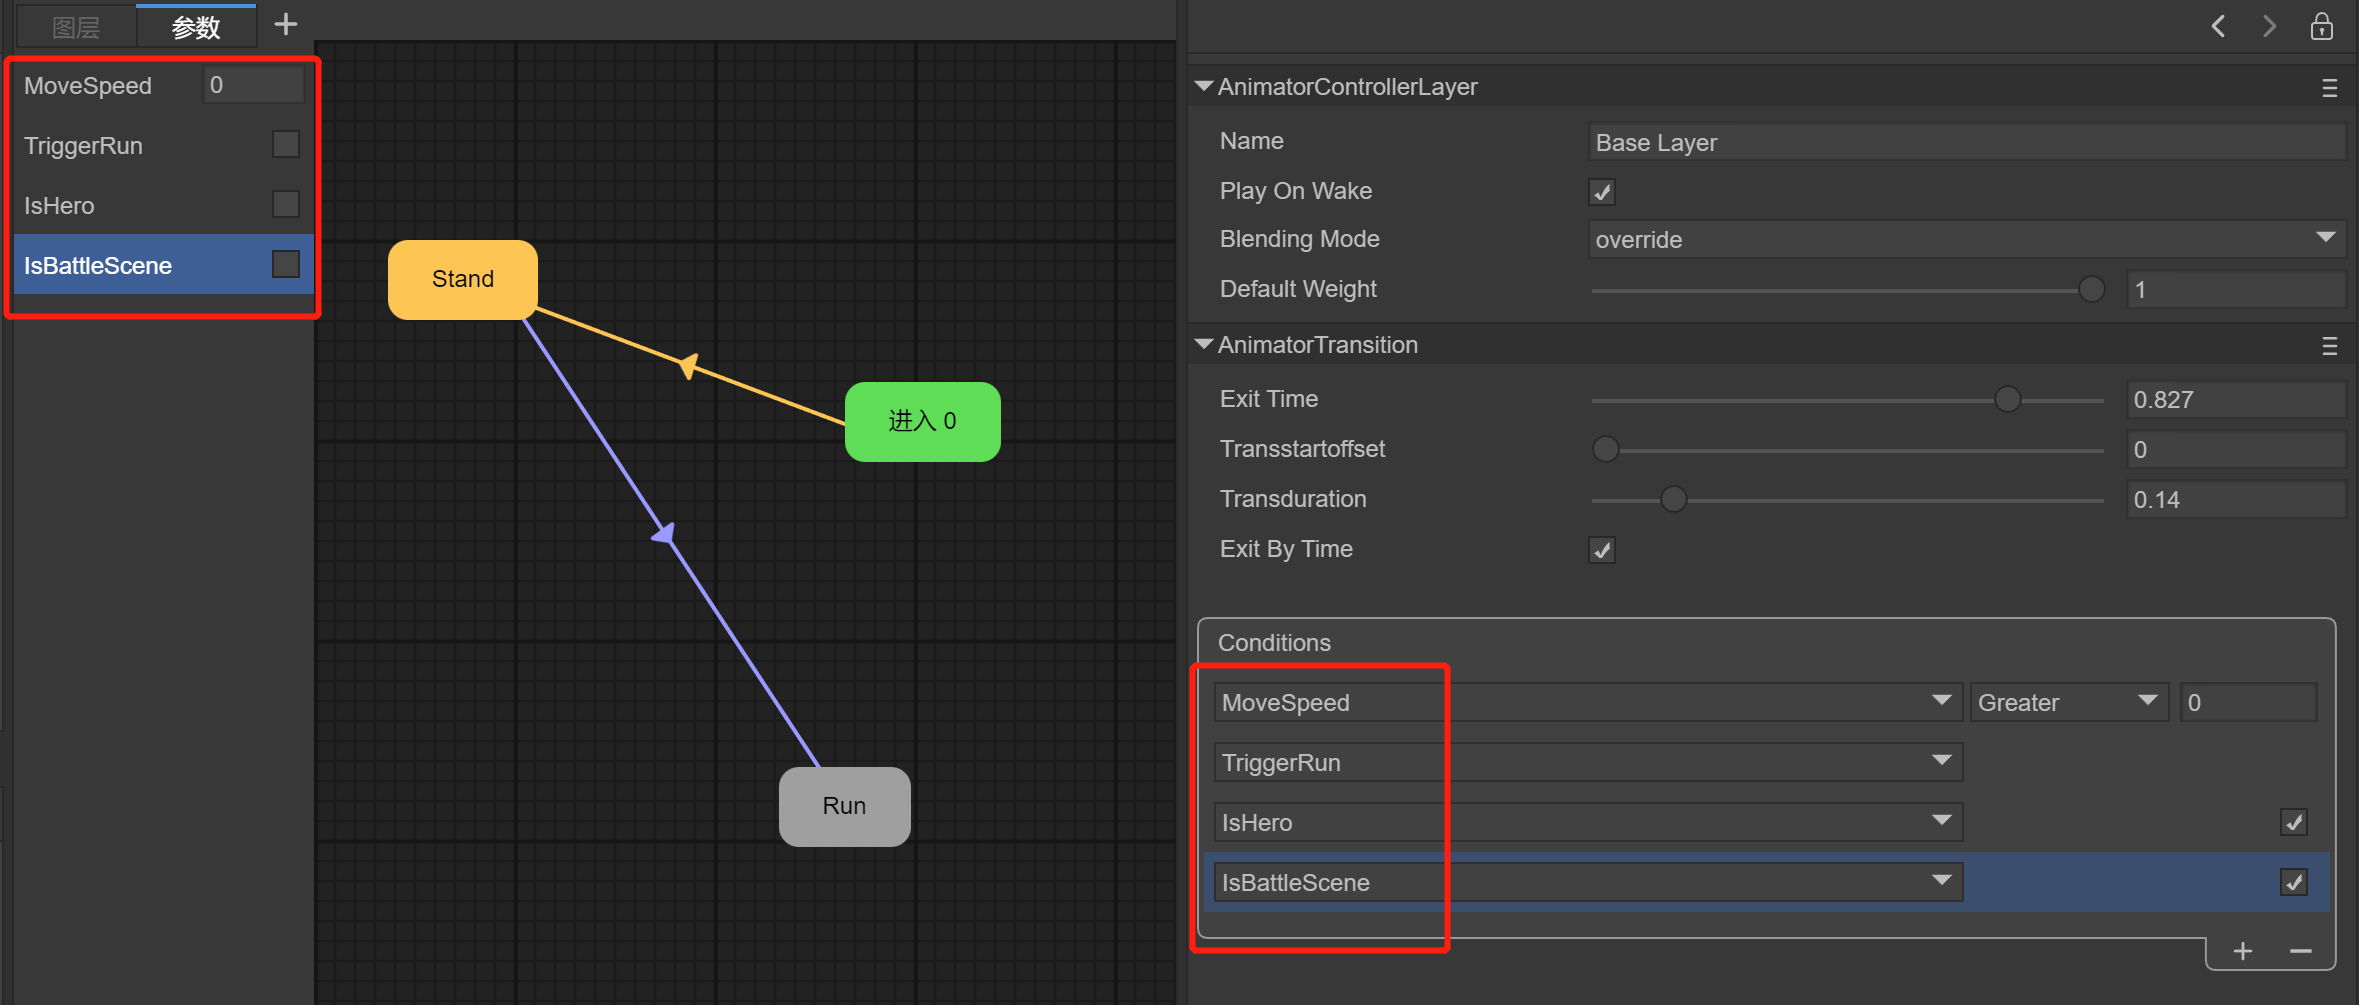 图层 参数 +
MoveSpeed 0
TriggerRun
IsHero
IsBattleScene
Stand
进入 0
Run
AnimatorControllerLayer
Name Base Layer
Play On Wake
Blending Mode override
Default Weight 1
AnimatorTransition
Exit Time 0.827
Transstartoffset 0
Transduration 0.14
Exit By Time
Conditions
MoveSpeed Greater 0
TriggerRun
IsHero
IsBattleScene
+ −